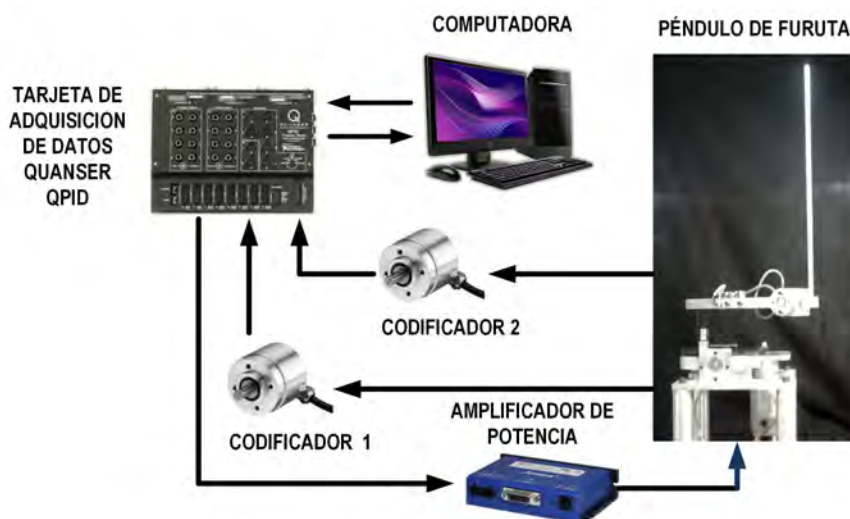 COMPUTADORA
PÉNDULO DE FURUTA
TARJETA DE
ADQUISICION
DE DATOS
QUANSER
QPID
CODIFICADOR 2
CODIFICADOR 1
AMPLIFICADOR DE
POTENCIA